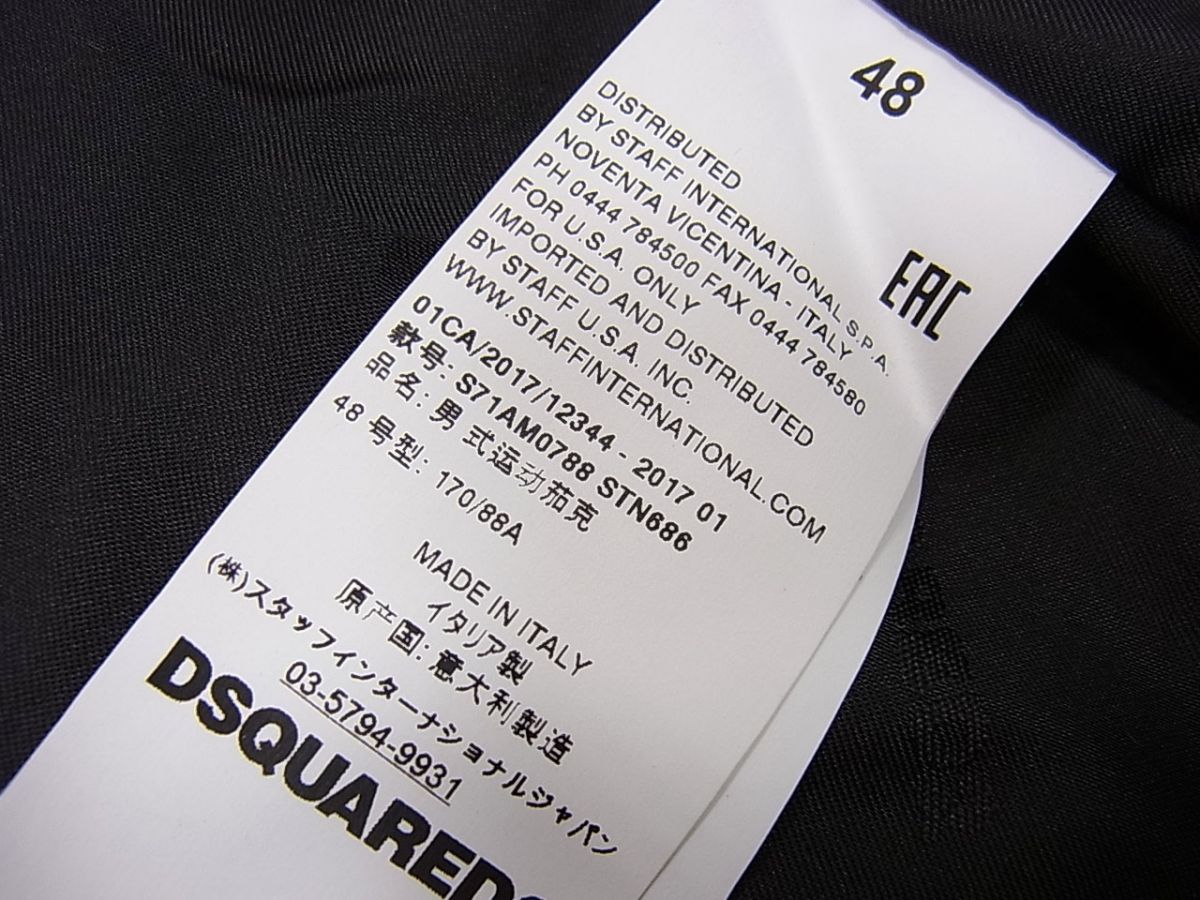 48
DISTRIBUTED
BY STAFF INTERNATIONAL S.P.A.
NOVENTA VICENTINA - ITALY
PH 0444 784500 FAX 0444 784580
FOR U.S.A. ONLY
IMPORTED AND DISTRIBUTED
BY STAFF U.S.A. INC.
WWW.STAFFINTERNATIONAL.COM
EAC
01CA/2017/12344 - 2017 01
款号: S71AM0788 STN686
品名: 男 式运动茄克
48 号型: 170/88A
MADE IN ITALY
イタリア製
原产国: 意大利製造
(株)スタッフインターナショナルジャパン
03-5794-9931
DSQUARED